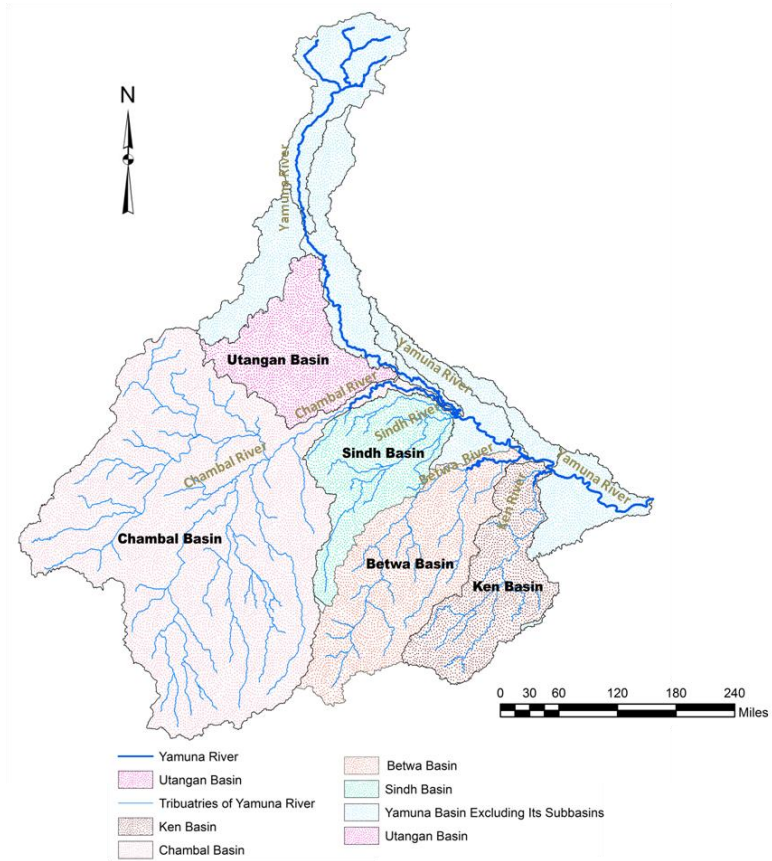 N
Yamuna River
Utangan Basin
Yamuna River
Chambal River
Sindh River
Chambal River
Sindh Basin
Betwa River
Yamuna River
Ken River
Chambal Basin
Betwa Basin
Ken Basin
0 30 60 120 180 240
Miles
Yamuna River
Utangan Basin
Tributries of Yamuna River
Ken Basin
Chambal Basin
Betwa Basin
Sindh Basin
Yamuna Basin Excluding Its Subbasins
Utangan Basin